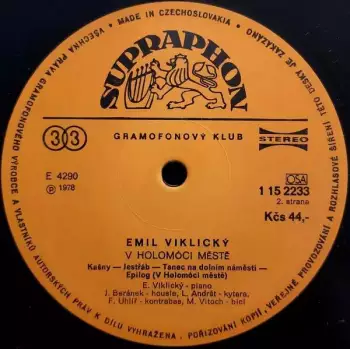 VŠECHNA PRÁVA GRAMOFONOVÉHO VÝROBCE A VLASTNÍKŮ AUTORSKÝCH PRÁV K DÍLU VYHRAZENA. POŘIZOVÁNÍ KOPIÍ, VEŘEJNÉ PROVOZOVÁNÍ A ROZHLASOVÉ ŠÍŘENÍ TÉTO DESKY JE ZAKÁZÁNO
MADE IN CZECHOSLOVAKIA
SUPRAPHON
GRAMOFONOVÝ KLUB
33
STEREO
E 4290
Ⓟ 1978
OSA
1 15 2233
2. strana
Kčs 44,-
EMIL VIKLICKÝ
V HOLOMÓCI MĚSTĚ
Kašny — Jestřáb — Tanec na dolním náměstí —
Epilog (V Holomóci městě)
E. Viklický - piano
J. Beránek - housle, L. Andršt - kytara,
F. Uhlíř - kontrabas, M. Vitoch - bicí